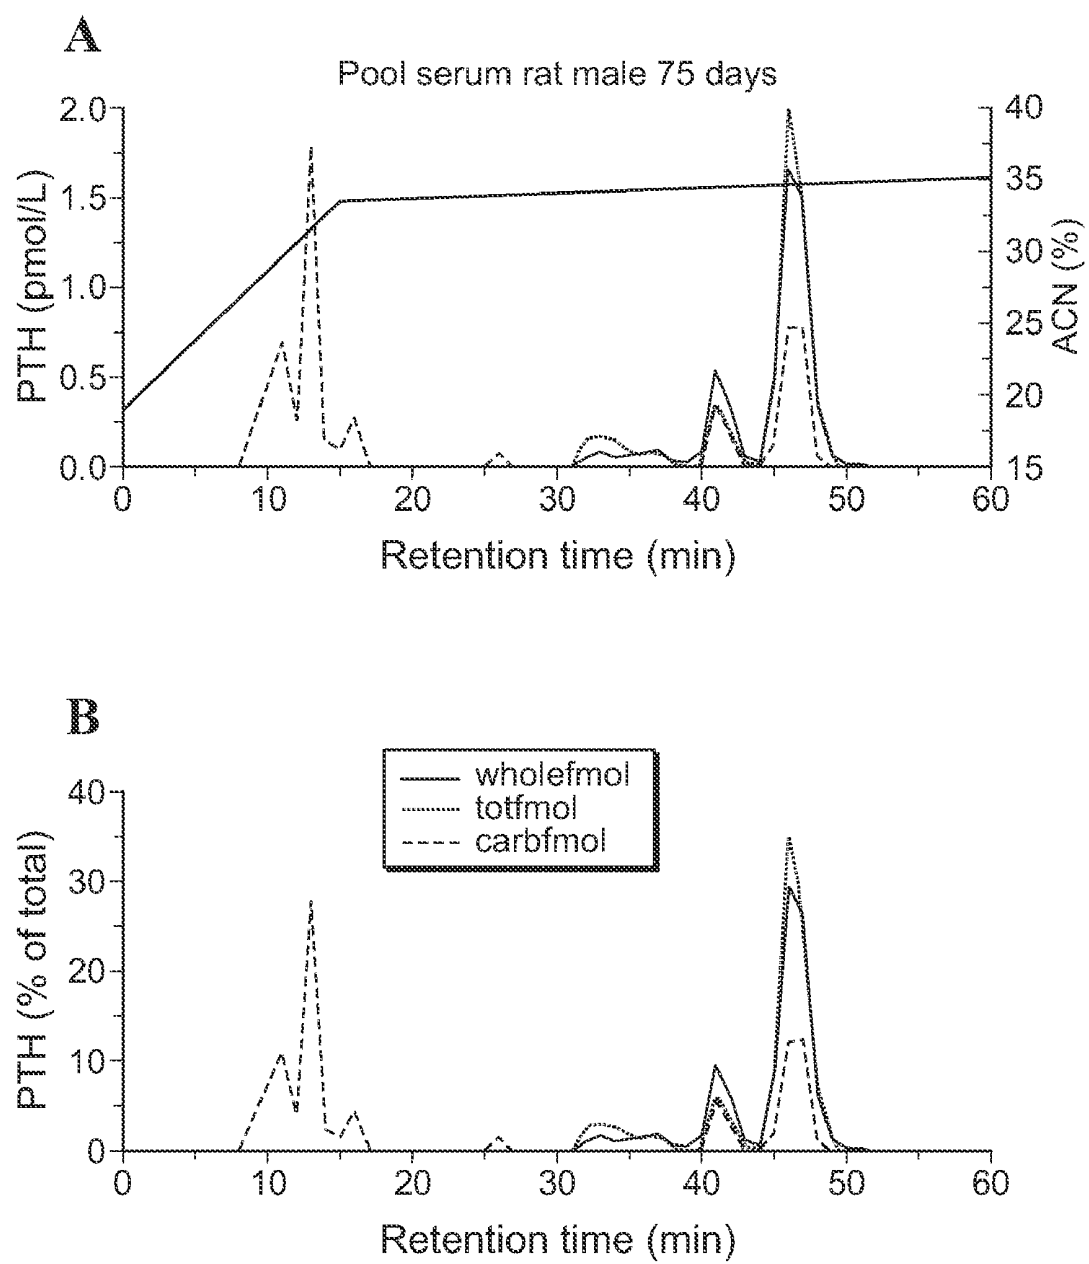 A
Pool serum rat male 75 days
PTH (pmol/L)
2.0
1.5
1.0
0.5
0.0
ACN (%)
40
35
30
25
20
15
0 10 20 30 40 50 60
Retention time (min)
B
wholefmol
totfmol
carbfmol
PTH (% of total)
40
30
20
10
0
0 10 20 30 40 50 60
Retention time (min)